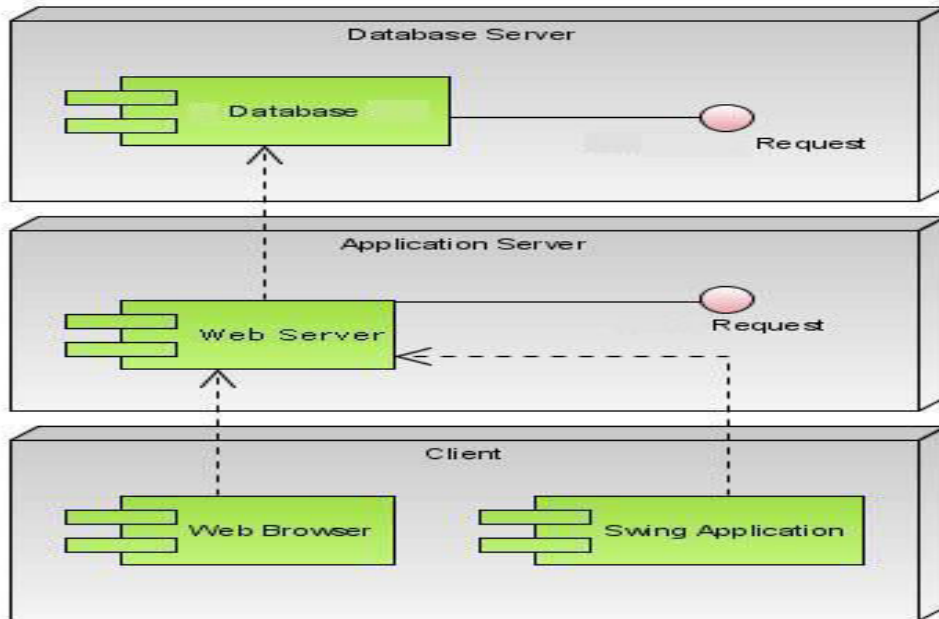 Database Server
Database
Request
Application Server
Web Server
Request
Client
Web Browser
Swing Application